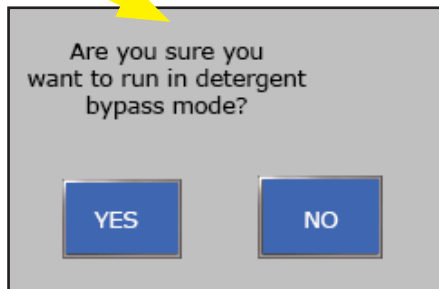 Are you sure you
want to run in detergent
bypass mode?
YES
NO